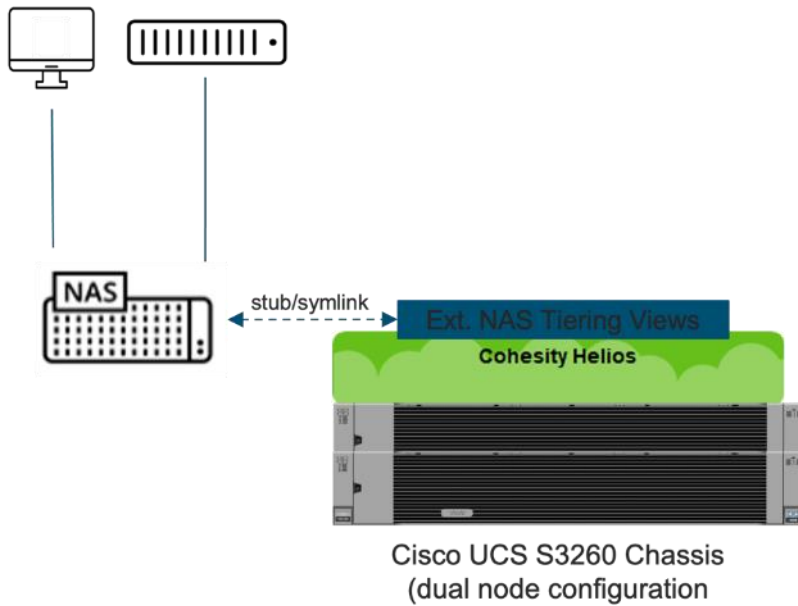 NAS
stub/symlink
Ext. NAS Tiering Views
Cohesity Helios
Cisco UCS S3260 Chassis
(dual node configuration